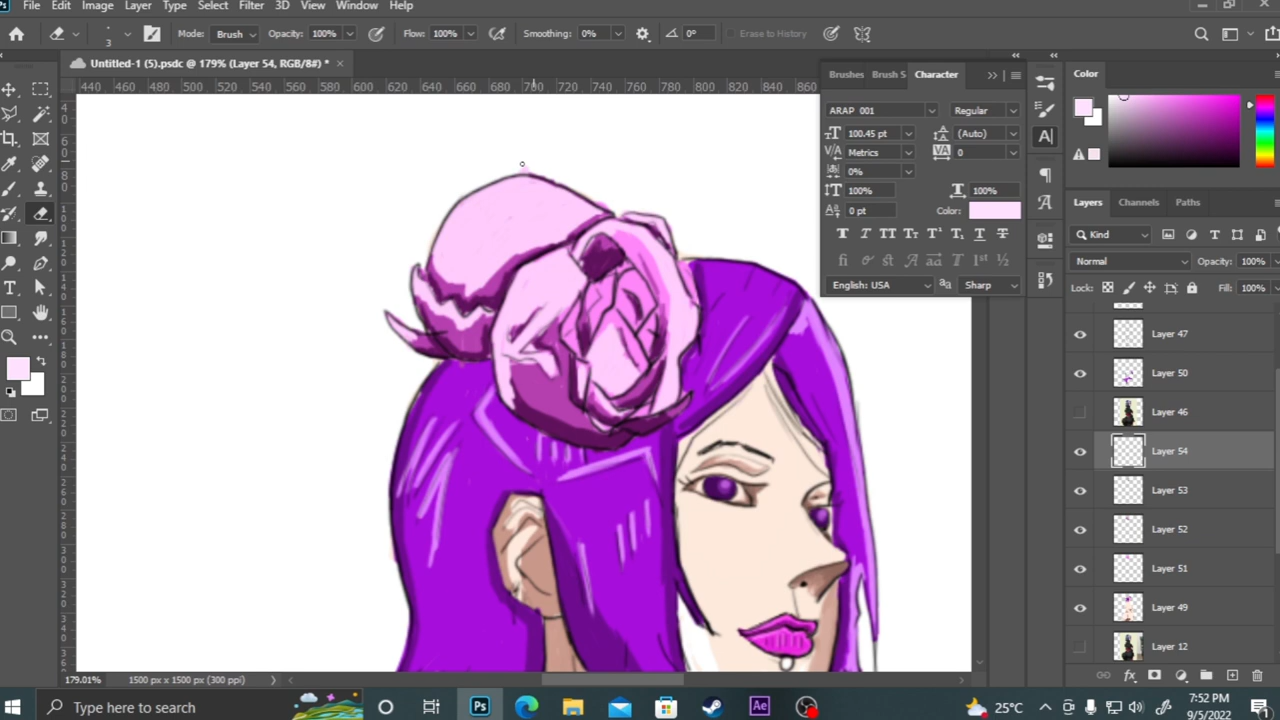 Ps File Edit Image Layer Type Select Filter 3D View Window Help
3 Mode: Brush Opacity: 100% Flow: 100% Smoothing: 0% 0° Erase to History
Untitled-1 (5).psdc @ 179% (Layer 54, RGB/8#) * ×
440 460 480 500 520 540 560 580 600 620 640 660 680 700 720 740 760 780 800 820 840 860
Brushes Brush S Character
ARAP 001 Regular
100.45 pt (Auto)
Metrics 0
0%
100% 100%
0 pt Color:
English: USA Sharp
Color
Layers Channels Paths
Kind
Normal Opacity: 100%
Lock: Fill: 100%
Layer 47
Layer 50
Layer 46
Layer 54
Layer 53
Layer 52
Layer 51
Layer 49
Layer 12
179.01% 1500 px x 1500 px (300 ppi)
Type here to search
Ps
Ae
25°C
7:52 PM
9/5/2022